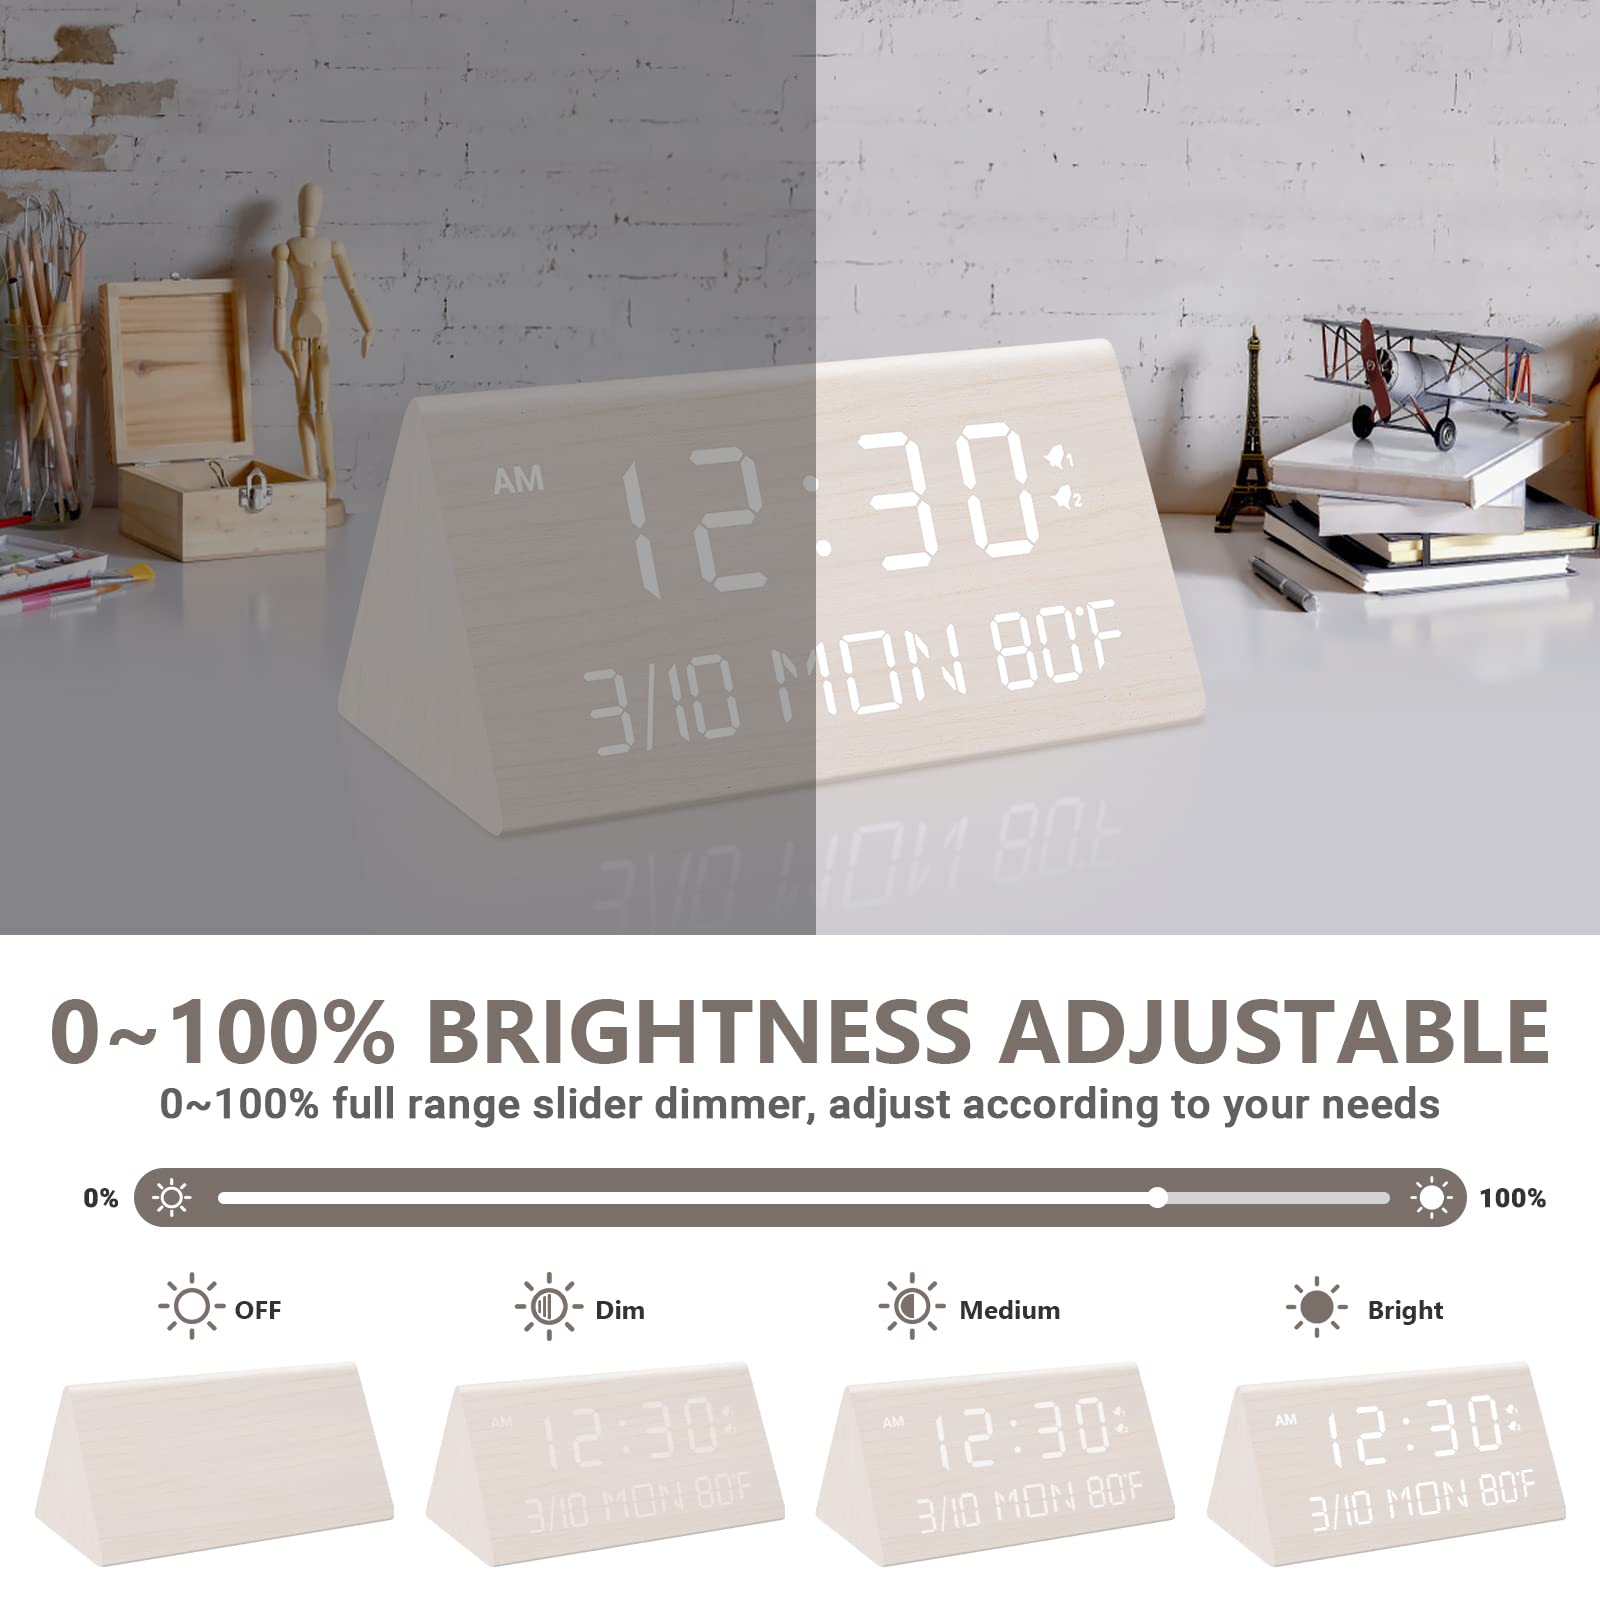 AM 12:30 1
2
3/10 MON 80°F
0~100% BRIGHTNESS ADJUSTABLE
0~100% full range slider dimmer, adjust according to your needs
0% 100%
OFF Dim Medium Bright
AM 12:30 AM 12:30 AM 12:30
3/10 MON 80°F 3/10 MON 80°F 3/10 MON 80°F